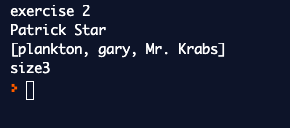 exercise 2
Patrick Star
[plankton, gary, Mr. Krabs]
size3
>